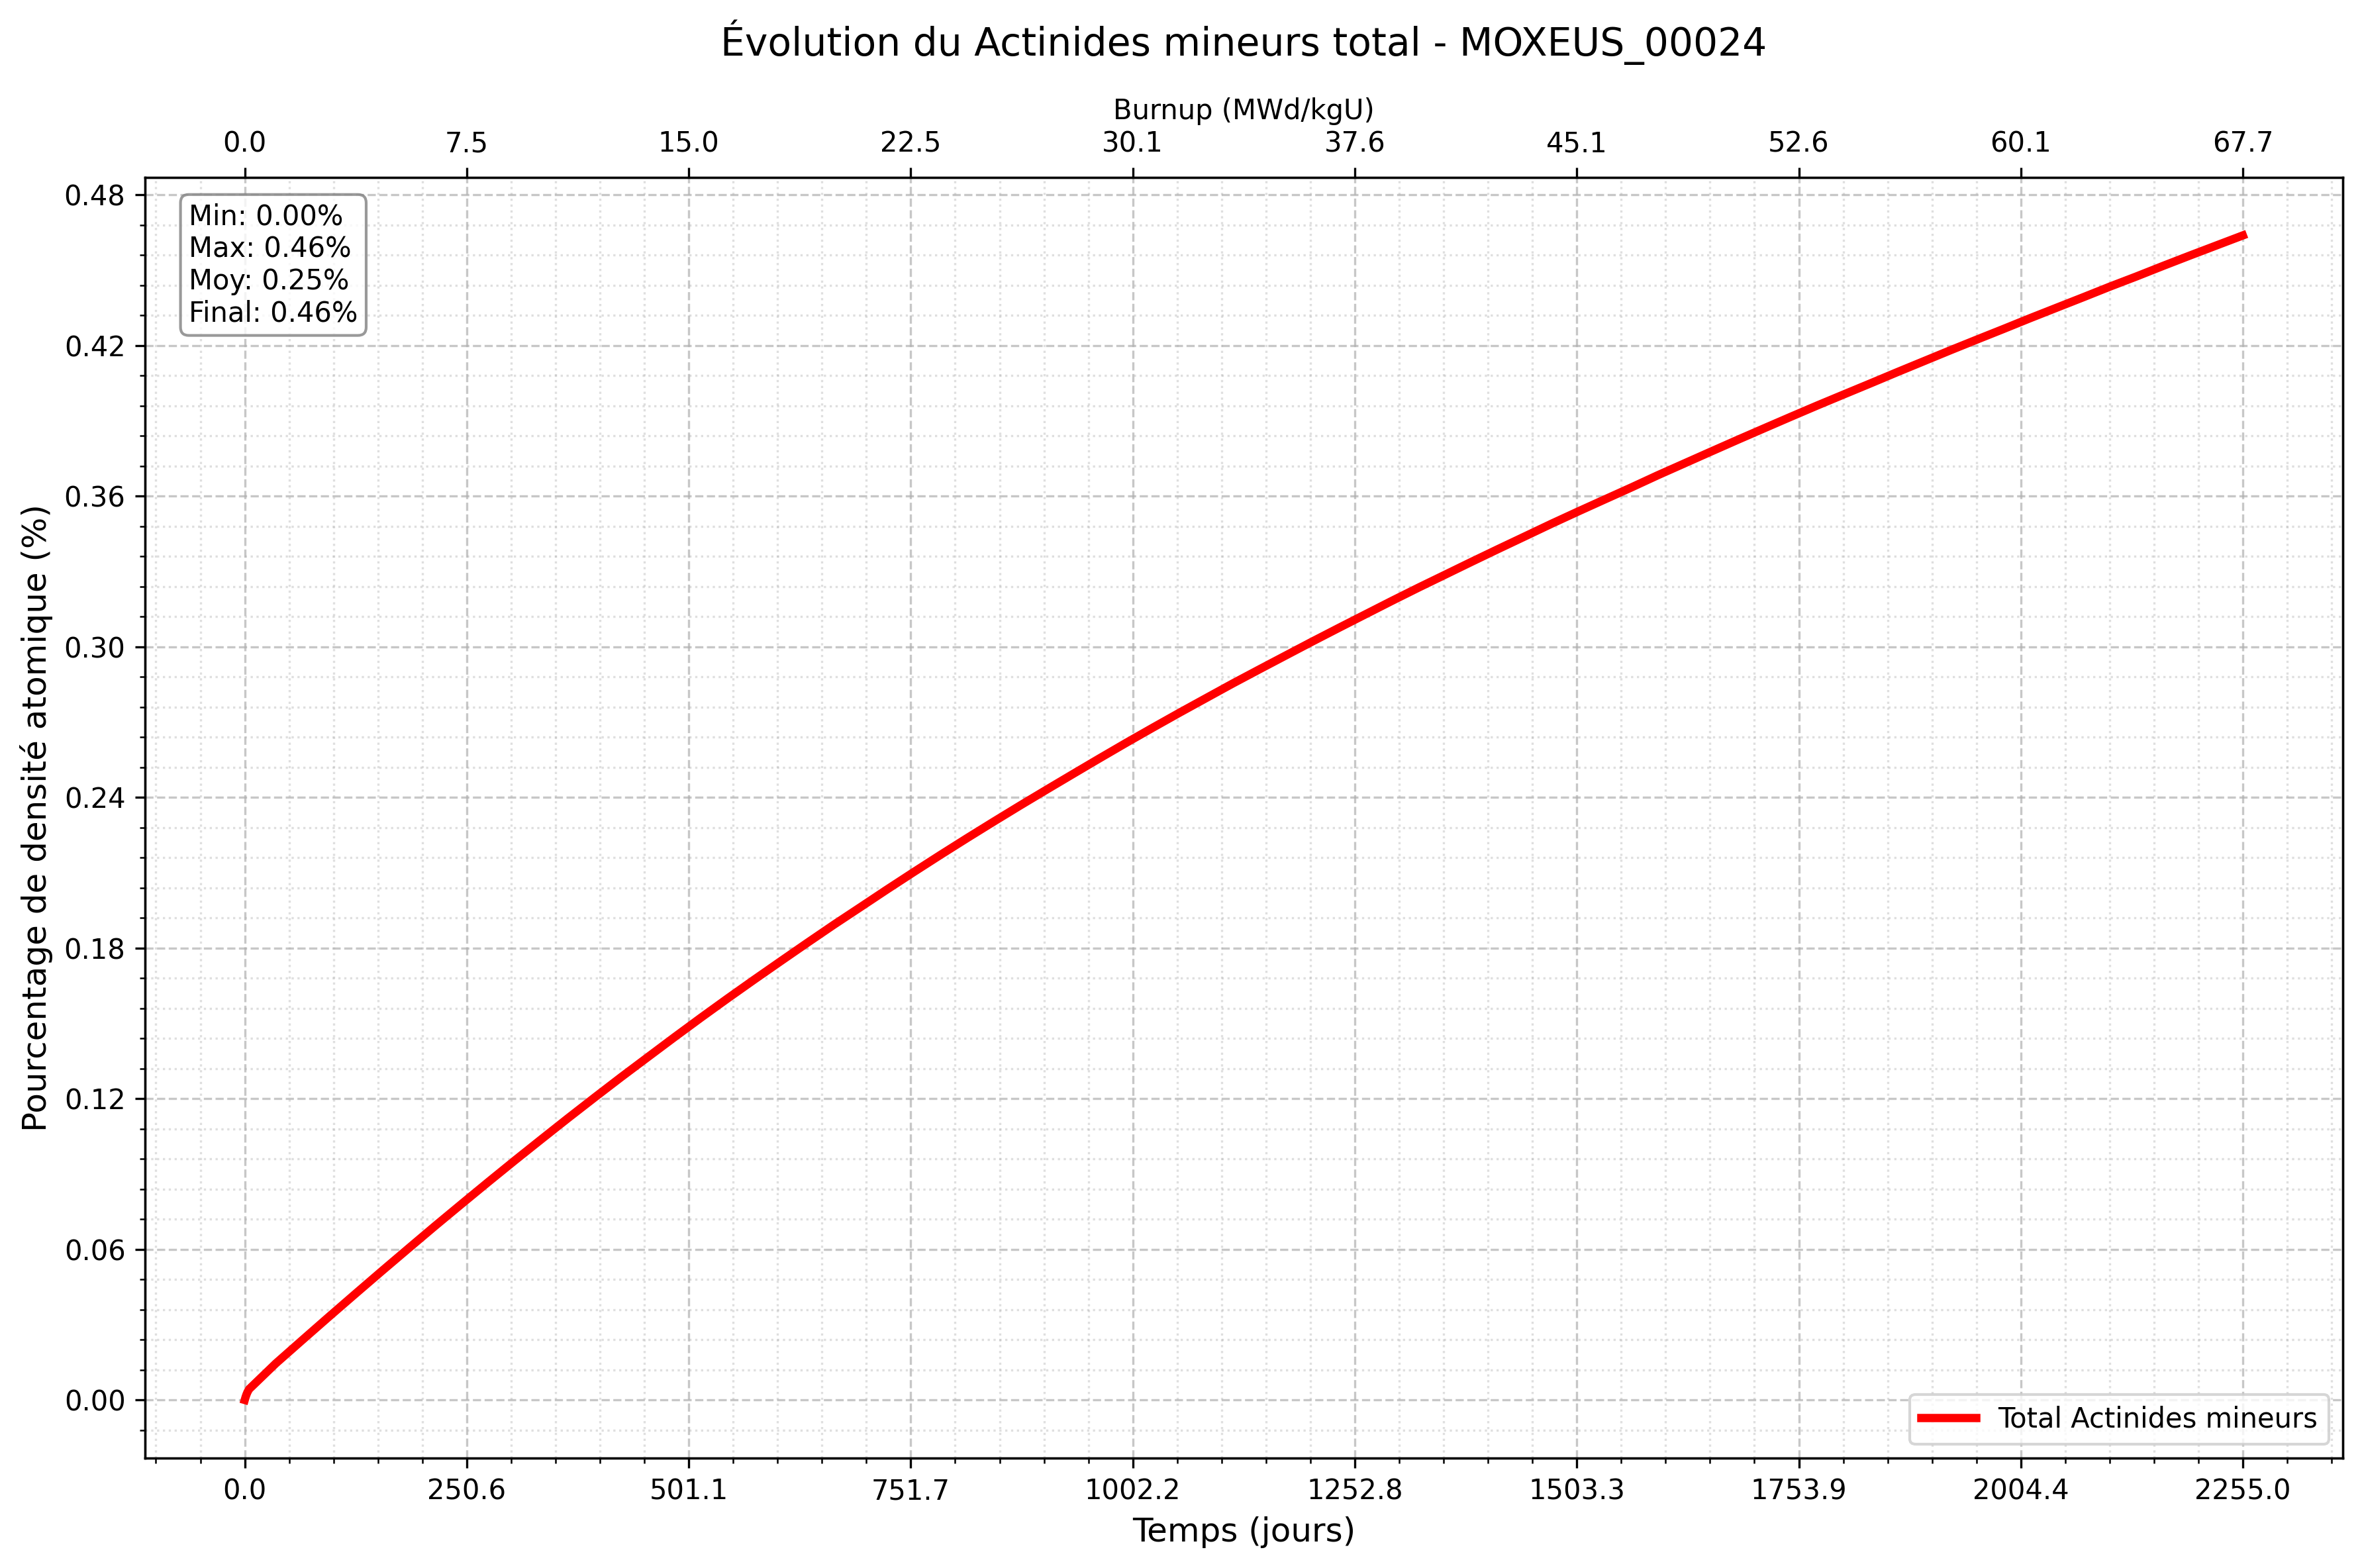 Évolution du Actinides mineurs total - MOXEUS_00024
Burnup (MWd/kgU)
0.0 7.5 15.0 22.5 30.1 37.6 45.1 52.6 60.1 67.7
Min: 0.00%
Max: 0.46%
Moy: 0.25%
Final: 0.46%
Pourcentage de densité atomique (%)
0.48
0.42
0.36
0.30
0.24
0.18
0.12
0.06
0.00
Total Actinides mineurs
0.0 250.6 501.1 751.7 1002.2 1252.8 1503.3 1753.9 2004.4 2255.0
Temps (jours)